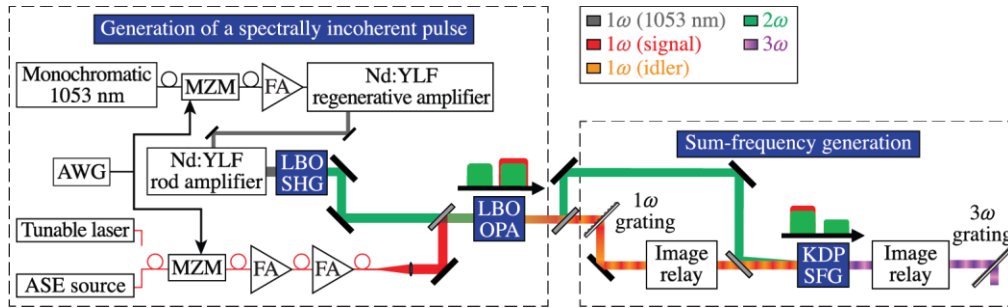 Generation of a spectrally incoherent pulse
Monochromatic
1053 nm
MZM
FA
Nd:YLF
regenerative amplifier
AWG
Nd:YLF
rod amplifier
LBO
SHG
LBO
OPA
Tunable laser
ASE source
MZM
FA
FA
1ω (1053 nm)
1ω (signal)
1ω (idler)
2ω
3ω
Sum-frequency generation
1ω
grating
Image
relay
KDP
SFG
Image
relay
3ω
grating